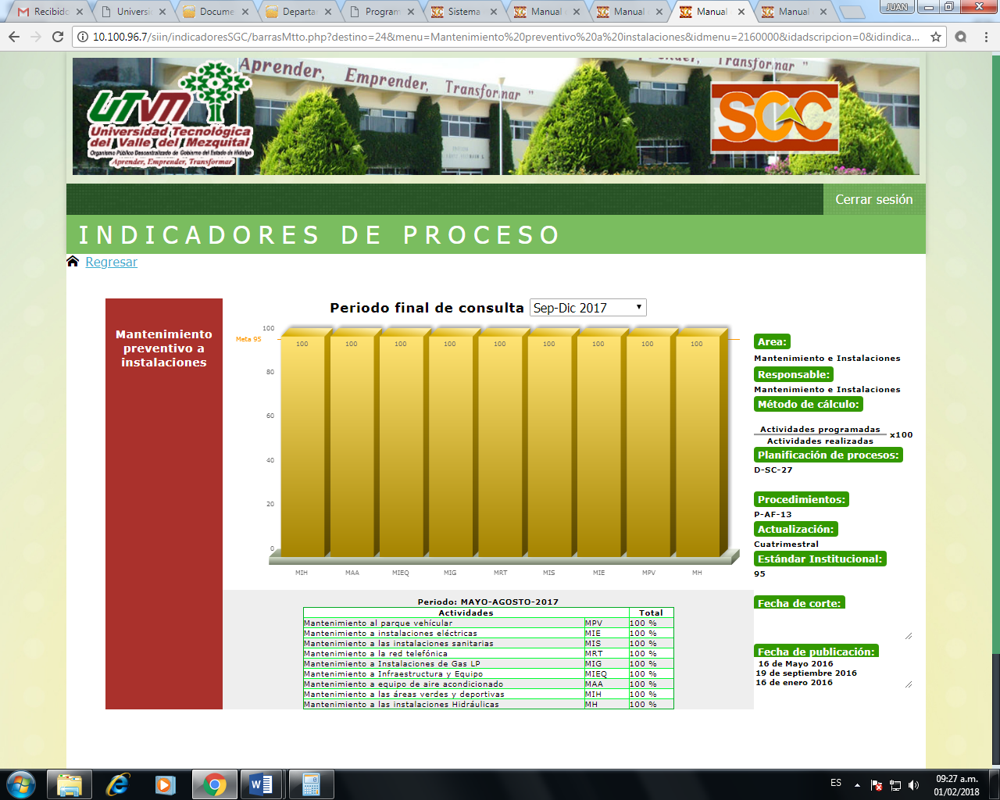 Recibido
Universi
Docume
Departa
Program
Sistema
Manual
Manual
Manual
Manual
JUAN
10.100.96.7/siin/indicadoresSGC/barrasMtto.php?destino=24&menu=Mantenimiento%20preventivo%20a%20instalaciones&idmenu=2160000&idadscripcion=0&idindica...
Aprender, Emprender, Transformar "
Transformar "
UTVM
Universidad Tecnológica
del Valle del Mezquital
Organismo Público Descentralizado de Gobierno del Estado de Hidalgo
Aprender, Emprender, Transformar
SGC
Cerrar sesión
INDICADORES DE PROCESO
Regresar
Mantenimiento
preventivo a
instalaciones
Periodo final de consulta Sep-Dic 2017
Meta 95
100
80
60
40
20
0
100 100 100 100 100 100 100 100 100
MIH MAA MIEQ MIG MRT MIS MIE MPV MH
Area:
Mantenimiento e Instalaciones
Responsable:
Mantenimiento e Instalaciones
Método de cálculo:
Actividades programadas
x100
Actividades realizadas
Planificación de procesos:
D-SC-27
Procedimientos:
P-AF-13
Actualización:
Cuatrimestral
Estándar Institucional:
95
Fecha de corte:
Fecha de publicación:
16 de Mayo 2016
19 de septiembre 2016
16 de enero 2016
Periodo: MAYO-AGOSTO-2017
Actividades Total
Mantenimiento al parque vehícular MPV 100 %
Mantenimiento a instalaciones eléctricas MIE 100 %
Mantenimiento a las instalaciones sanitarias MIS 100 %
Mantenimiento a la red telefónica MRT 100 %
Mantenimiento a Instalaciones de Gas LP MIG 100 %
Mantenimiento a Infraestructura y Equipo MIEQ 100 %
Mantenimiento a equipo de aire acondicionado MAA 100 %
Mantenimiento a las áreas verdes y deportivas MIH 100 %
Mantenimiento a las instalaciones Hidráulicas MH 100 %
ES
09:27 a.m.
01/02/2018